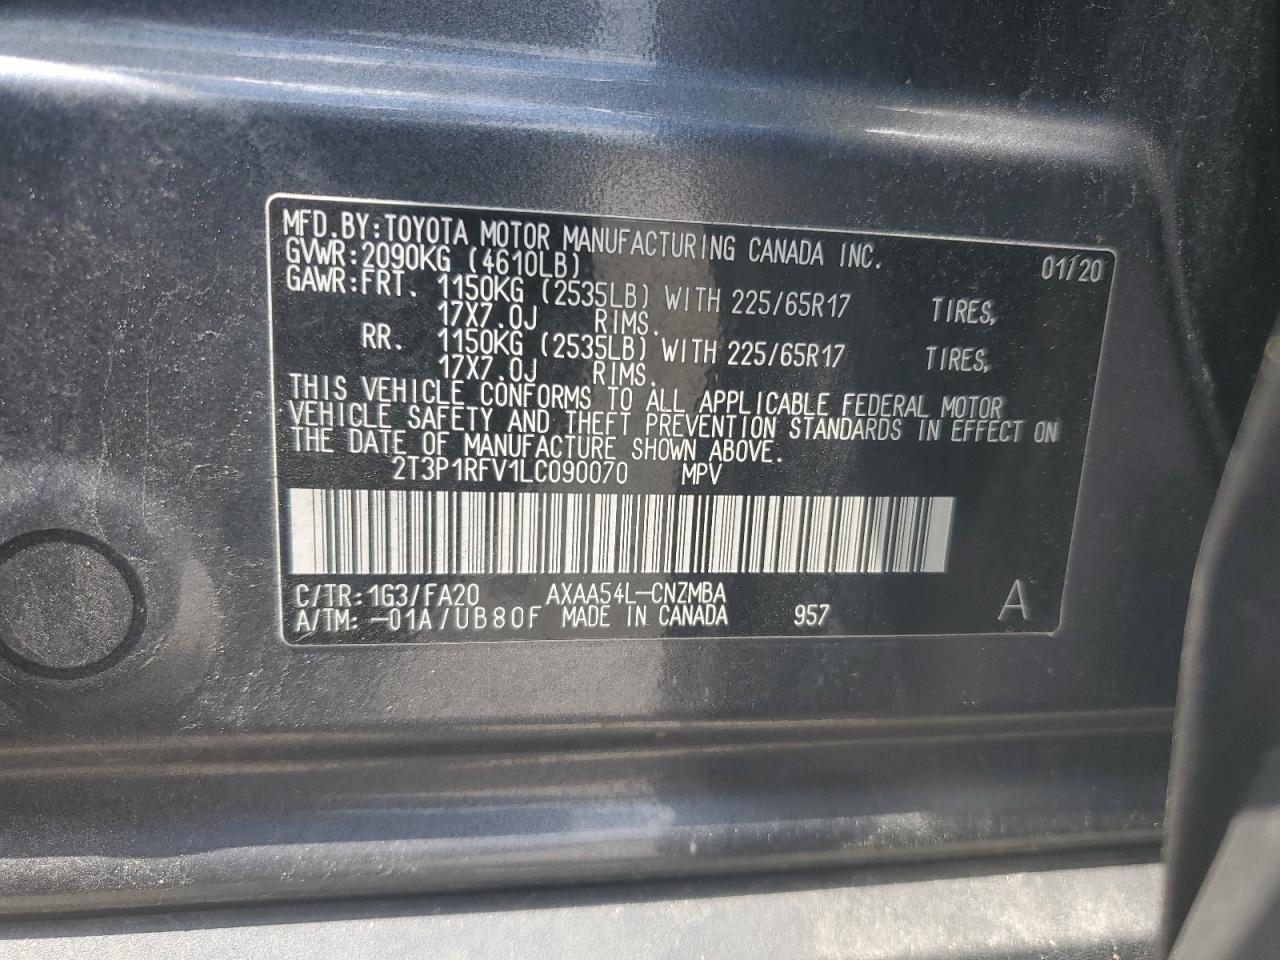 MFD.BY:TOYOTA MOTOR MANUFACTURING CANADA INC.
GVWR:2090KG (4610LB) 01/20
GAWR:FRT. 1150KG (2535LB) WITH 225/65R17 TIRES,
17X7.0J RIMS.
RR. 1150KG (2535LB) WITH 225/65R17 TIRES,
17X7.0J RIMS.
THIS VEHICLE CONFORMS TO ALL APPLICABLE FEDERAL MOTOR
VEHICLE SAFETY AND THEFT PREVENTION STANDARDS IN EFFECT ON
THE DATE OF MANUFACTURE SHOWN ABOVE.
2T3P1RFV1LC090070 MPV
C/TR:1G3/FA20 AXAA54L-CNZMBA
A/TM:-01A/UB80F MADE IN CANADA 957 A